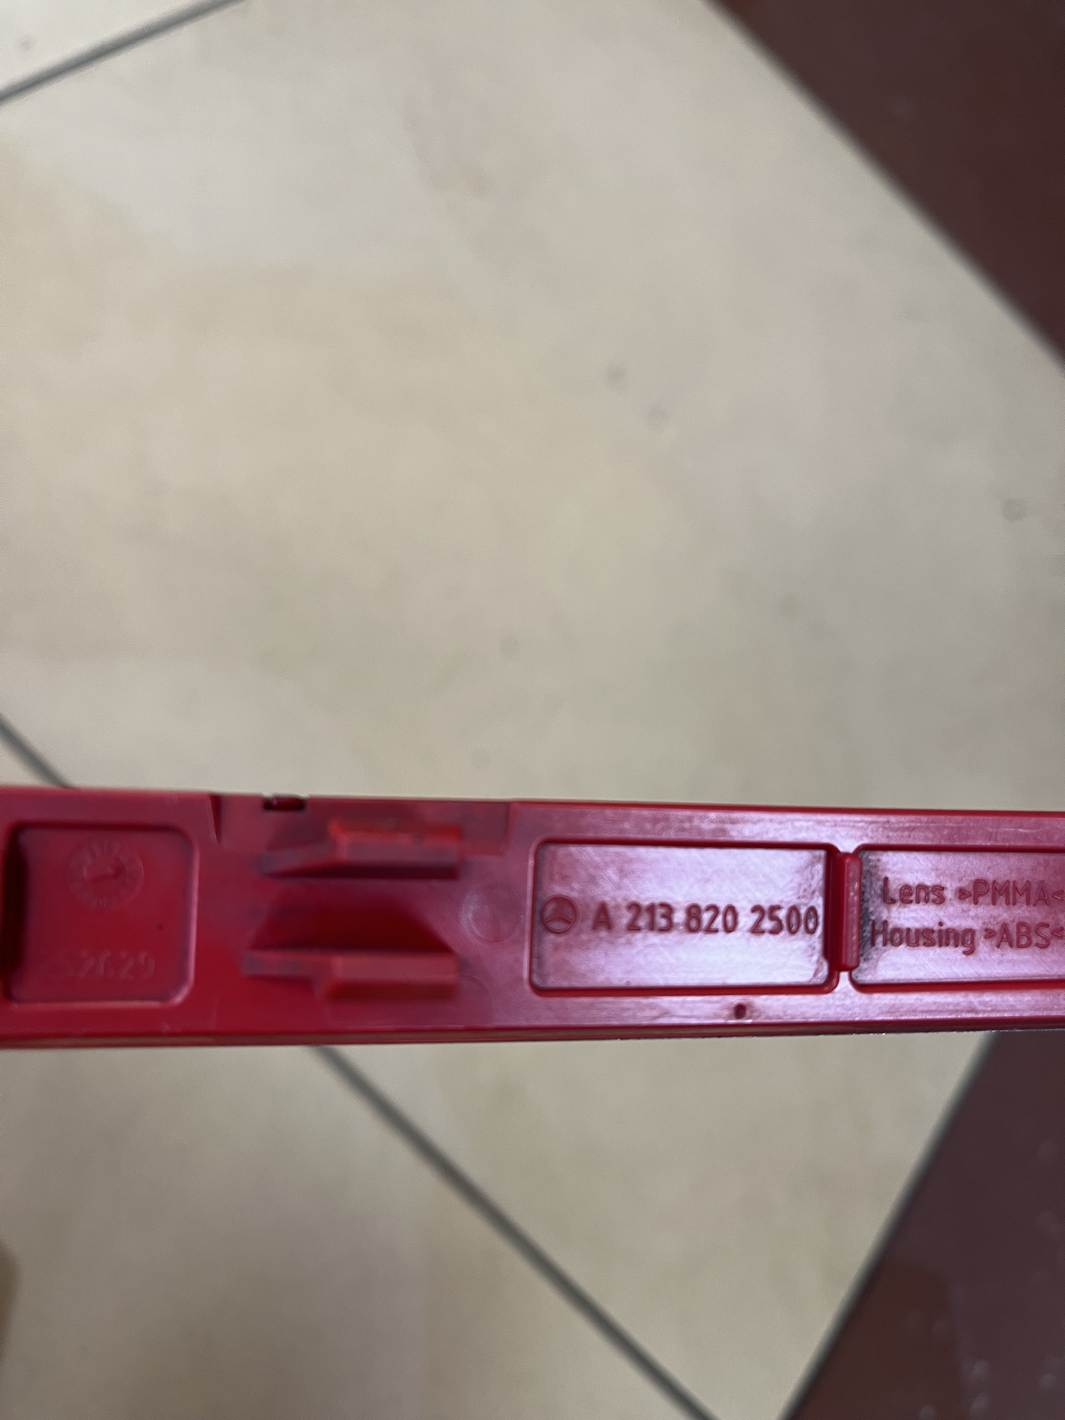 A 213 820 2500
Lens >PMMA<
Housing >ABS<